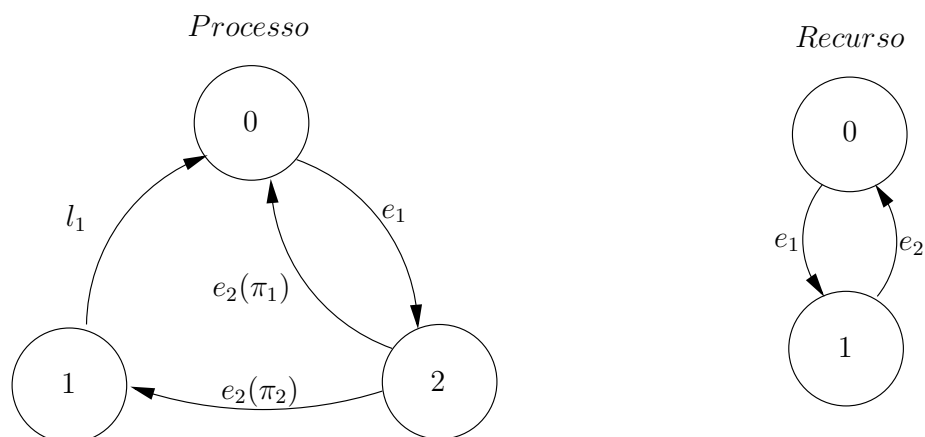 Processo
0
l₁
e₁
e₂(π₁)
1
e₂(π₂)
2
Recurso
0
e₁
e₂
1